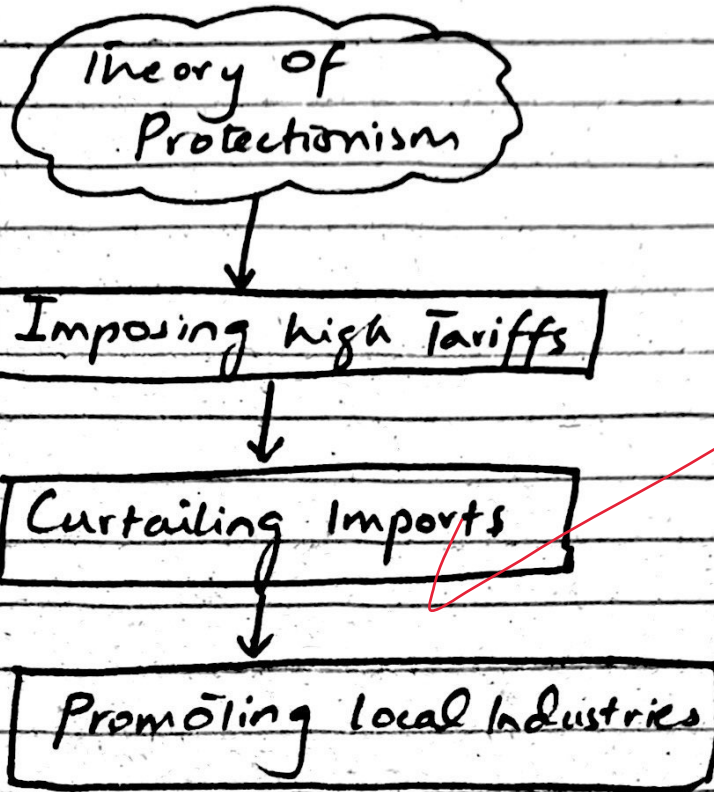 Theory Of
Protectionism
Imposing high Tariffs
Curtailing Imports
Promoting local Industries